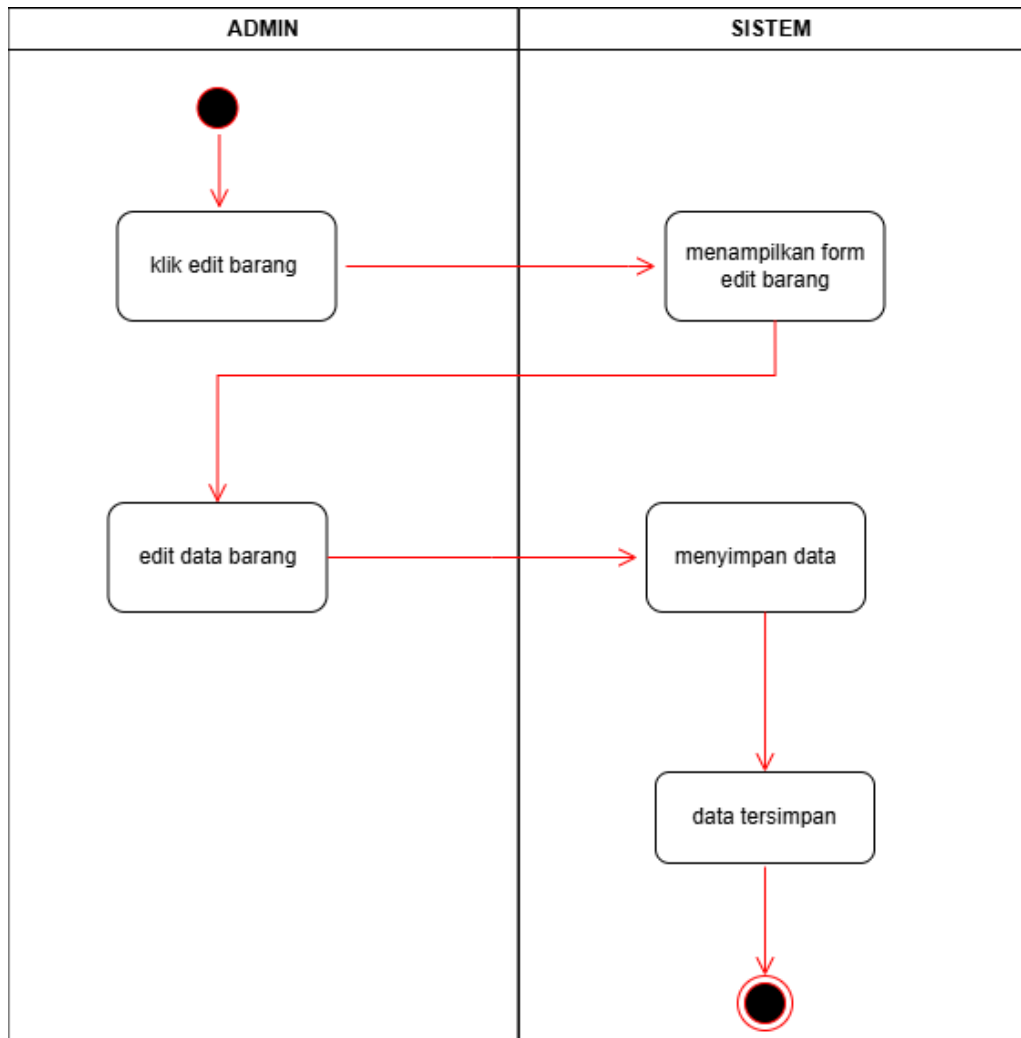 ADMIN
SISTEM
klik edit barang
menampilkan form
edit barang
edit data barang
menyimpan data
data tersimpan